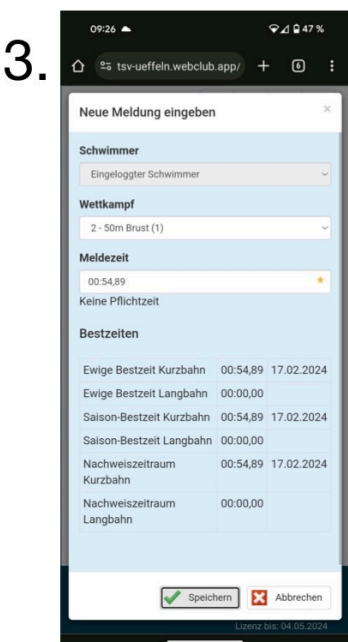 3.
09:26
47 %
tsv-ueffeln.webclub.app/
6
Neue Meldung eingeben
×
Schwimmer
Eingeloggter Schwimmer
Wettkampf
2 - 50m Brust (1)
Meldezeit
00:54,89
Keine Pflichtzeit
Bestzeiten
Ewige Bestzeit Kurzbahn 00:54,89 17.02.2024
Ewige Bestzeit Langbahn 00:00,00
Saison-Bestzeit Kurzbahn 00:54,89 17.02.2024
Saison-Bestzeit Langbahn 00:00,00
Nachweiszeitraum 00:54,89 17.02.2024
Kurzbahn
Nachweiszeitraum 00:00,00
Langbahn
Speichern Abbrechen
Lizenz bis: 04.05.2024